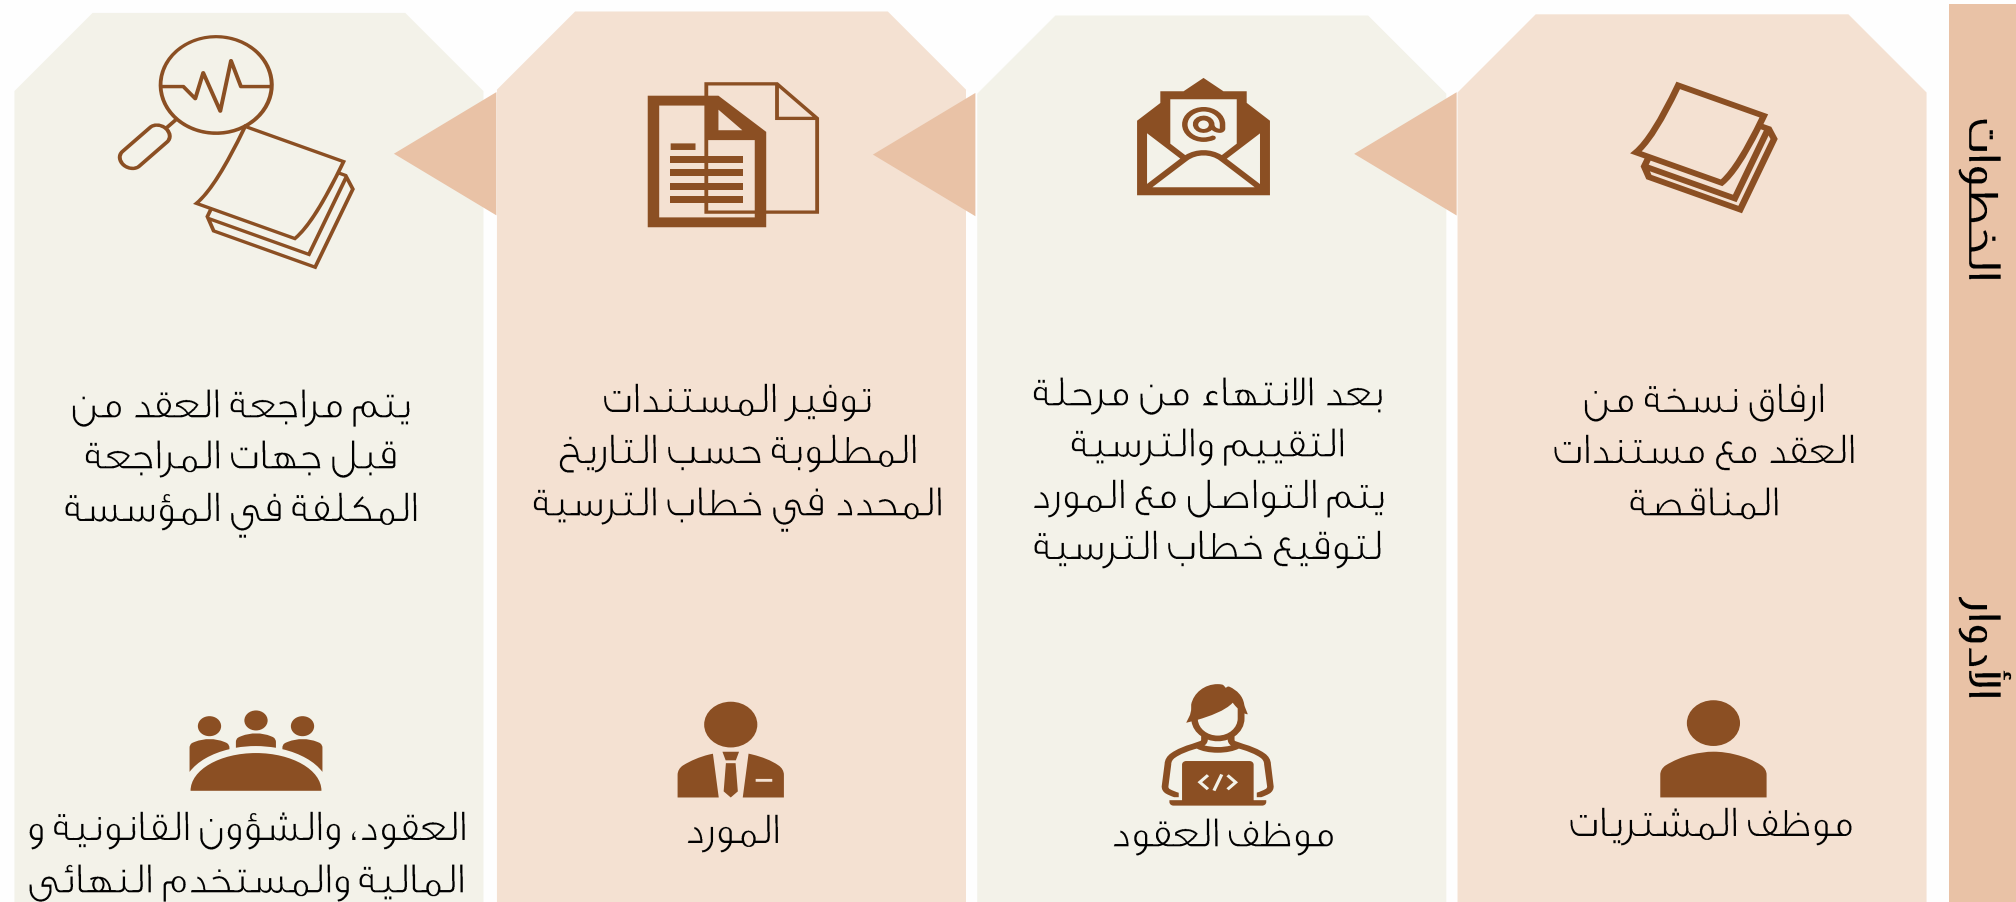 الخطوات
ارفاق نسخة من
العقد مع مستندات
المناقصة
بعد الانتهاء من مرحلة
التقييم والترسية
يتم التواصل مع المورد
لتوقيع خطاب الترسية
توفير المستندات
المطلوبة حسب التاريخ
المحدد في خطاب الترسية
يتم مراجعة العقد من
قبل جهات المراجعة
المكلفة في المؤسسة
الأدوار
موظف المشتريات
موظف العقود
المورد
العقود، والشؤون القانونية و
المالية والمستخدم النهائي